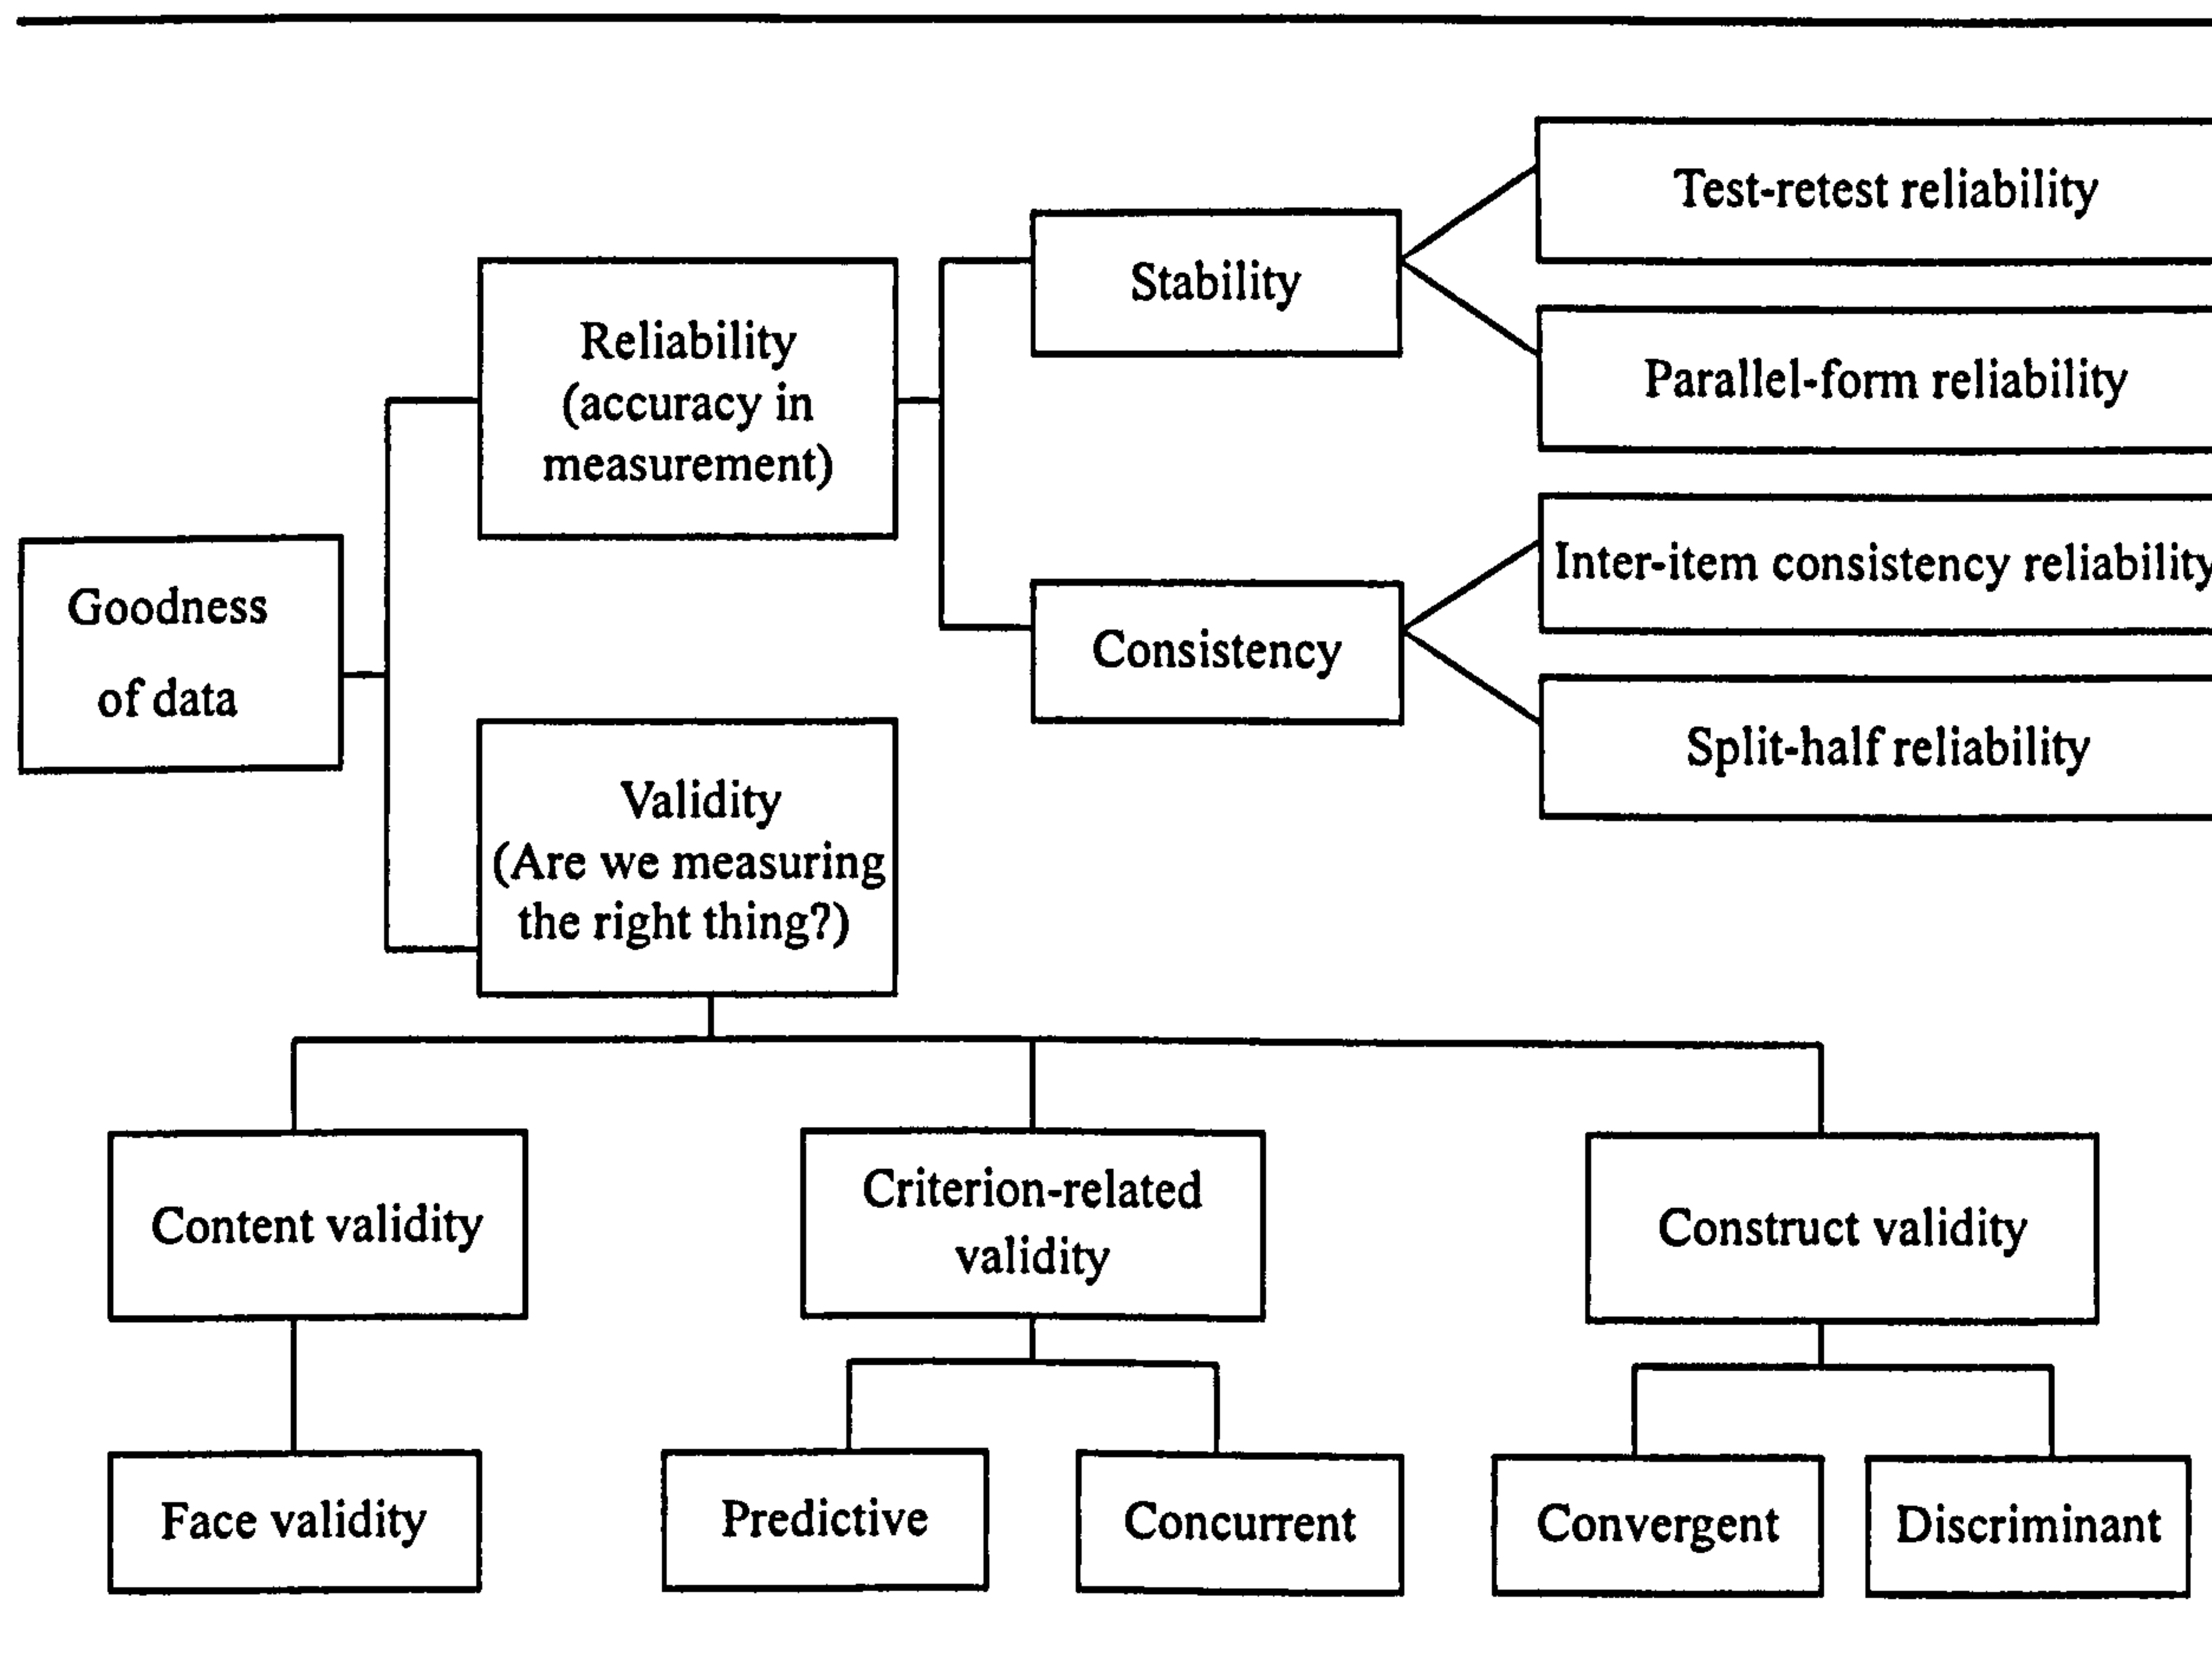 Test-retest reliability
Stability
Reliability
(accuracy in
measurement)
Parallel-form reliability
Inter-item consistency reliability
Goodness
of data
Consistency
Split-half reliability
Validity
(Are we measuring
the right thing?)
Content validity
Criterion-related
validity
Construct validity
Face validity
Predictive
Concurrent
Convergent
Discriminant